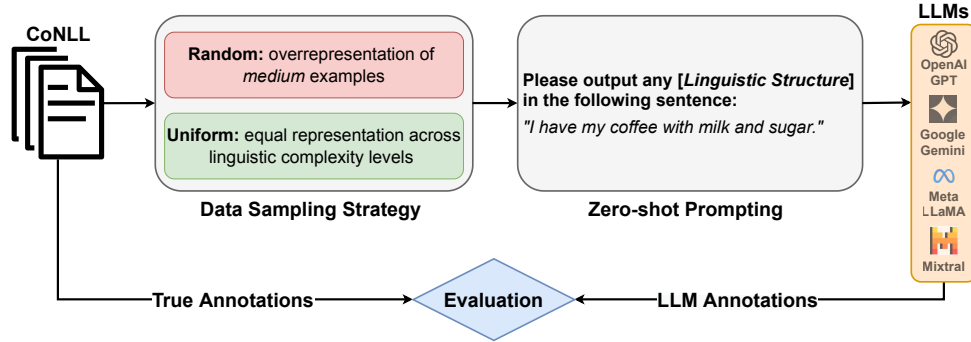 CoNLL
Random: overrepresentation of
medium examples
Uniform: equal representation across
linguistic complexity levels
Data Sampling Strategy
Please output any [Linguistic Structure]
in the following sentence:
"I have my coffee with milk and sugar."
Zero-shot Prompting
LLMs
OpenAI
GPT
Google
Gemini
Meta
LLaMA
Mixtral
True Annotations
Evaluation
LLM Annotations